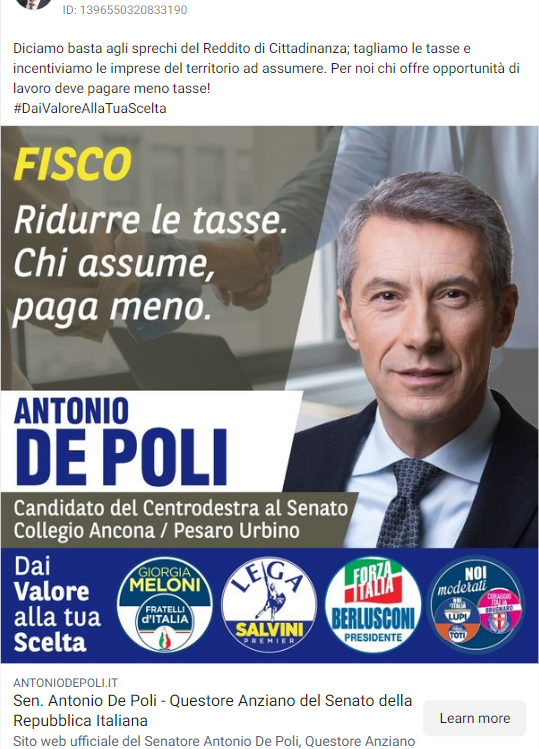 ID: 1396550320833190
Diciamo basta agli sprechi del Reddito di Cittadinanza; tagliamo le tasse e
incentiviamo le imprese del territorio ad assumere. Per noi chi offre opportunità di
lavoro deve pagare meno tasse!
#DaiValoreAllaTuaScelta
FISCO
Ridurre le tasse.
Chi assume,
paga meno.
ANTONIO
DE POLI
Candidato del Centrodestra al Senato
Collegio Ancona / Pesaro Urbino
Dai
Valore
alla tua
Scelta
GIORGIA
MELONI
FRATELLI
d'ITALIA
LEGA
SALVINI
PREMIER
FORZA
ITALIA
BERLUSCONI
PRESIDENTE
NOI
moderati
LUPI
TOTI
CORAGGIO
ITALIA
BRUGNARO
ANTONIODEPOLI.IT
Sen. Antonio De Poli - Questore Anziano del Senato della
Repubblica Italiana
Sito web ufficiale del Senatore Antonio De Poli, Questore Anziano
Learn more